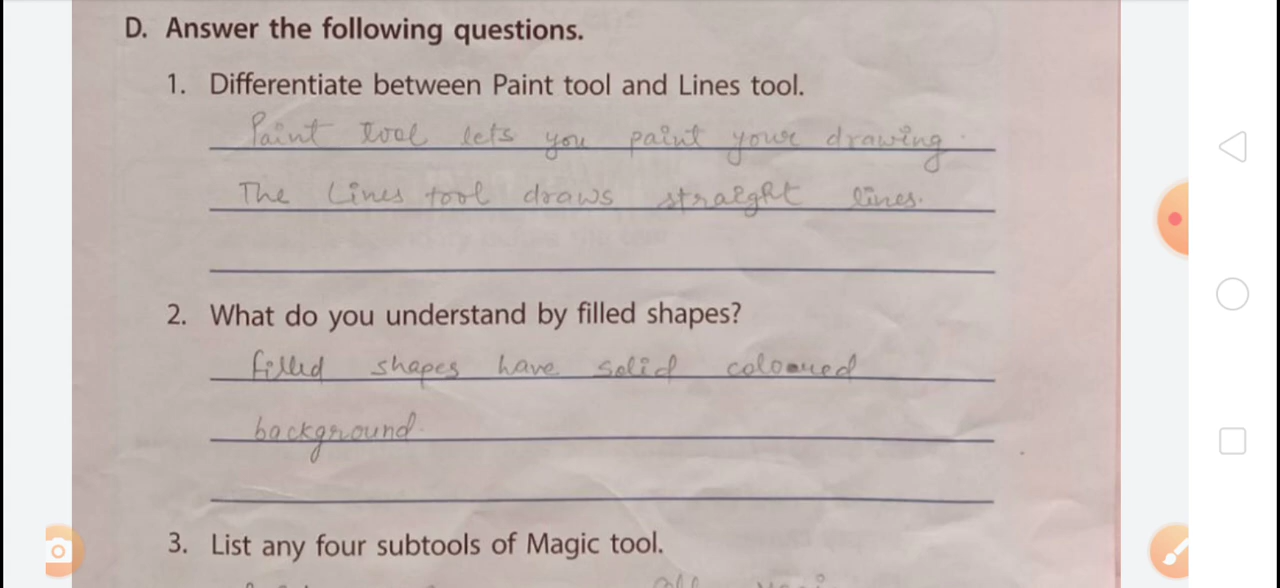 D. Answer the following questions.
1. Differentiate between Paint tool and Lines tool.
Paint tool lets you paint your drawing.
The Lines tool draws straight lines.
2. What do you understand by filled shapes?
filled shapes have solid coloured
background.
3. List any four subtools of Magic tool.